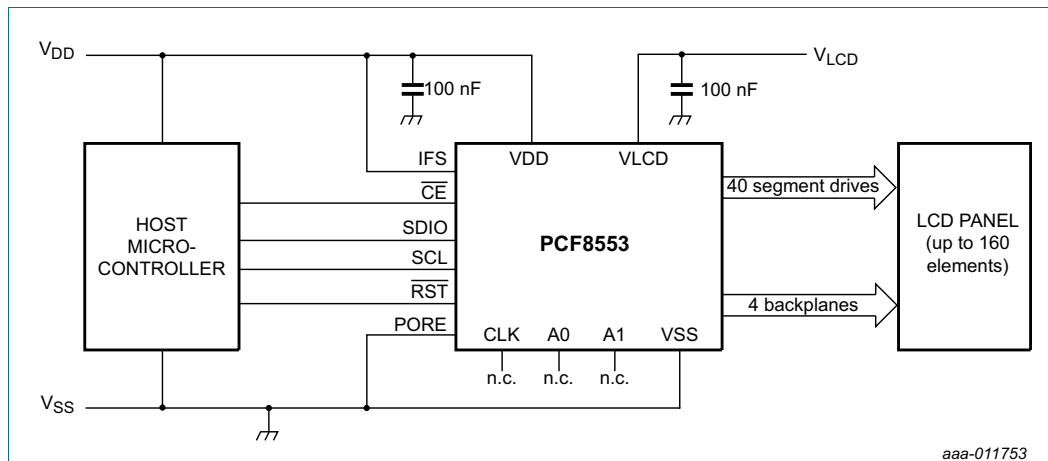 VDD
VLCD
100 nF
100 nF
IFS
VDD
VLCD
CE
40 segment drives
SDIO
HOST
MICRO-
CONTROLLER
PCF8553
LCD PANEL
(up to 160
elements)
SCL
RST
4 backplanes
PORE
CLK
A0
A1
VSS
n.c.
n.c.
n.c.
VSS
aaa-011753